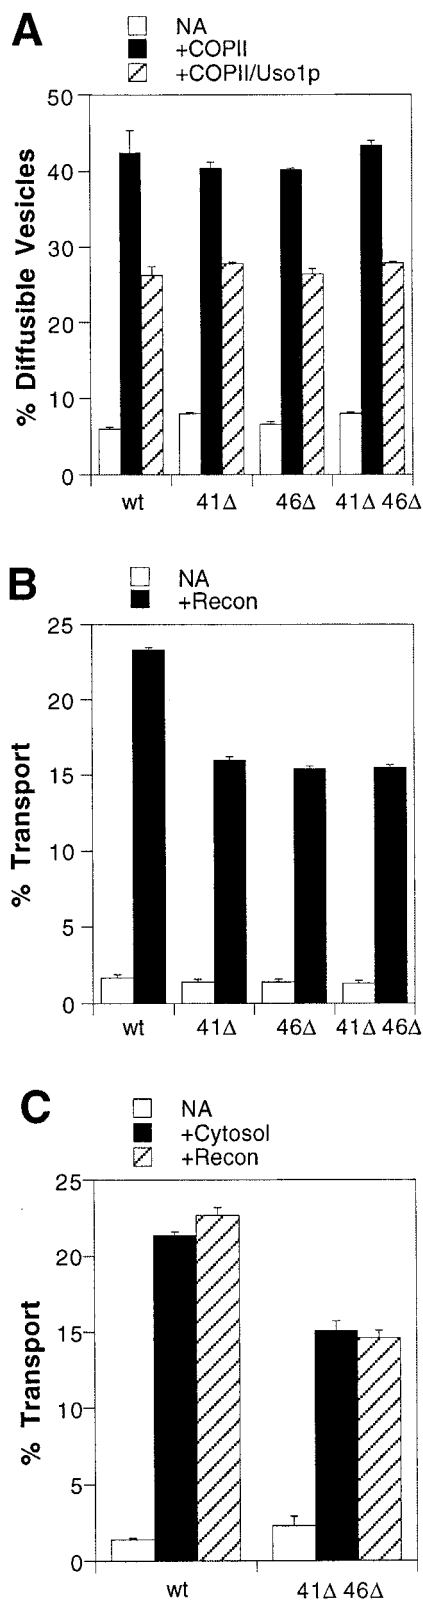 A
NA
+COPII
+COPII/Uso1p
% Diffusible Vesicles
50
40
30
20
10
0
wt 41Δ 46Δ 41Δ 46Δ
B
NA
+Recon
% Transport
25
20
15
10
5
0
wt 41Δ 46Δ 41Δ 46Δ
C
NA
+Cytosol
+Recon
% Transport
25
20
15
10
5
0
wt 41Δ 46Δ